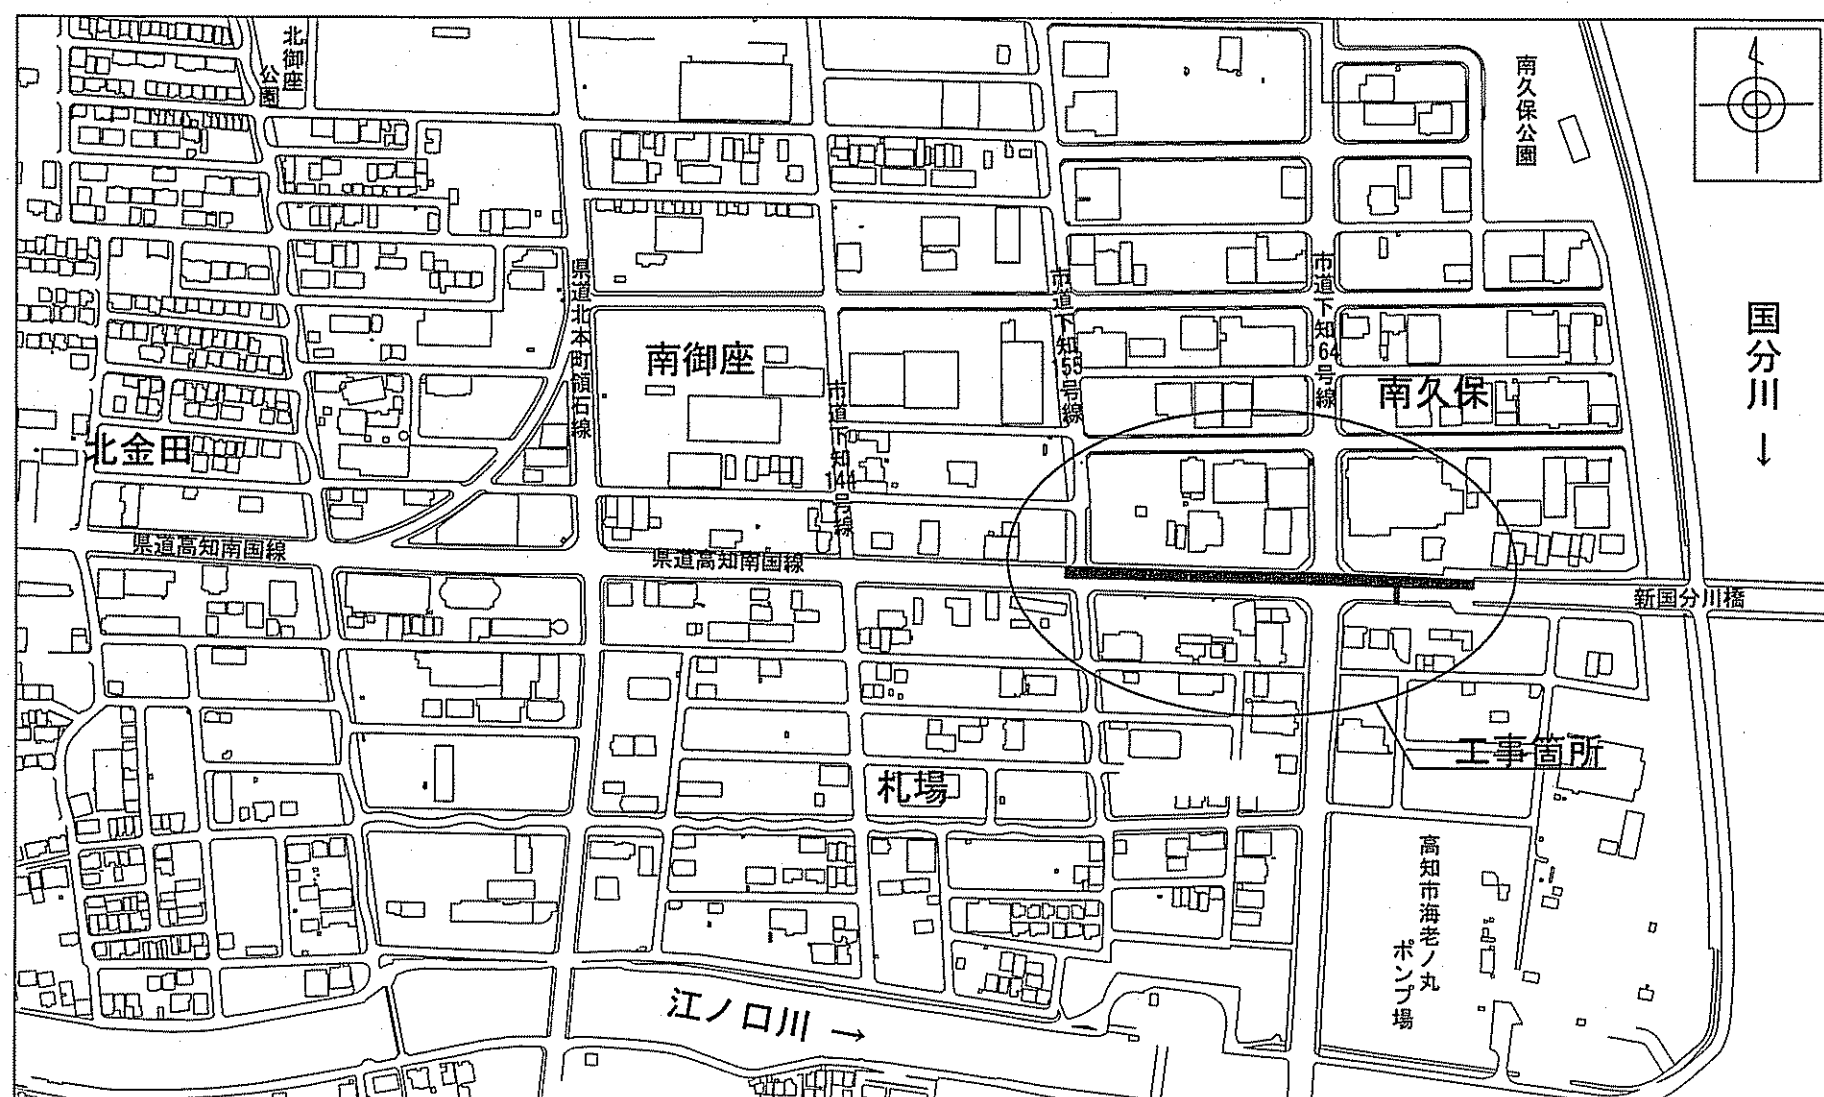 北御座
公園
南久保公園
県道北本町領石線
市道下知155号線
市道下知64号線
国分川↓
南御座
市道下知144号線
南久保
北金田
県道高知南国線
県道高知南国線
新国分川橋
工事箇所
札場
高知市海老ノ丸
ポンプ場
江ノ口川→